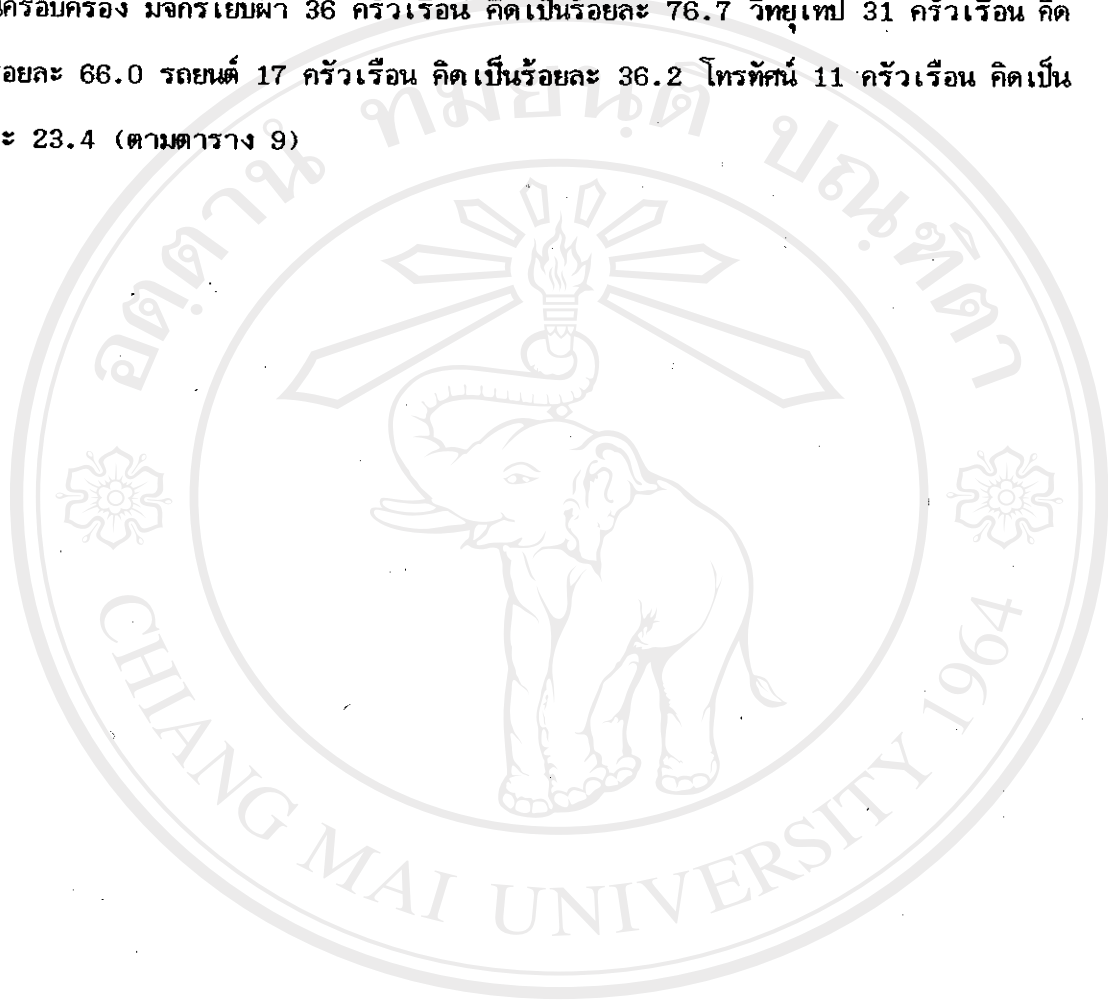 ครอบครอง มีจักรเย็บผ้า 36 ครัวเรือน คิดเป็นร้อยละ 76.7 วิทยุเทป 31 ครัวเรือน คิด
อยละ 66.0 รถยนต์ 17 ครัวเรือน คิดเป็นร้อยละ 36.2 โทรทัศน์ 11 ครัวเรือน คิดเป็น
ะ 23.4 (ตามตาราง 9)
CHIANG MAI UNIVERSITY 1964